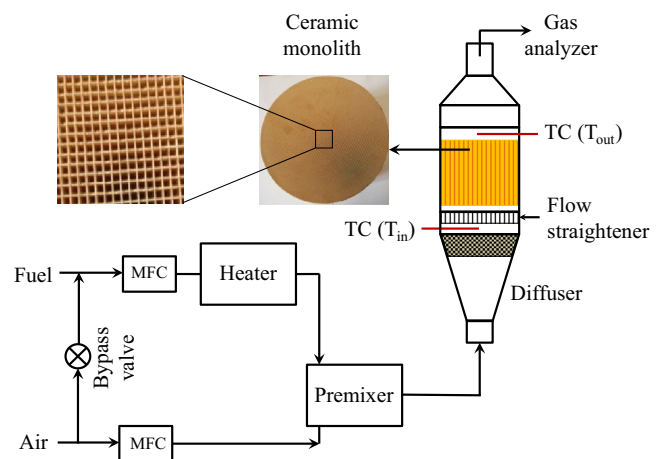 Ceramic
monolith
Gas
analyzer
TC (Tout)
Flow
straightener
TC (Tin)
Diffuser
Fuel
MFC
Heater
Bypass
valve
Premixer
Air
MFC